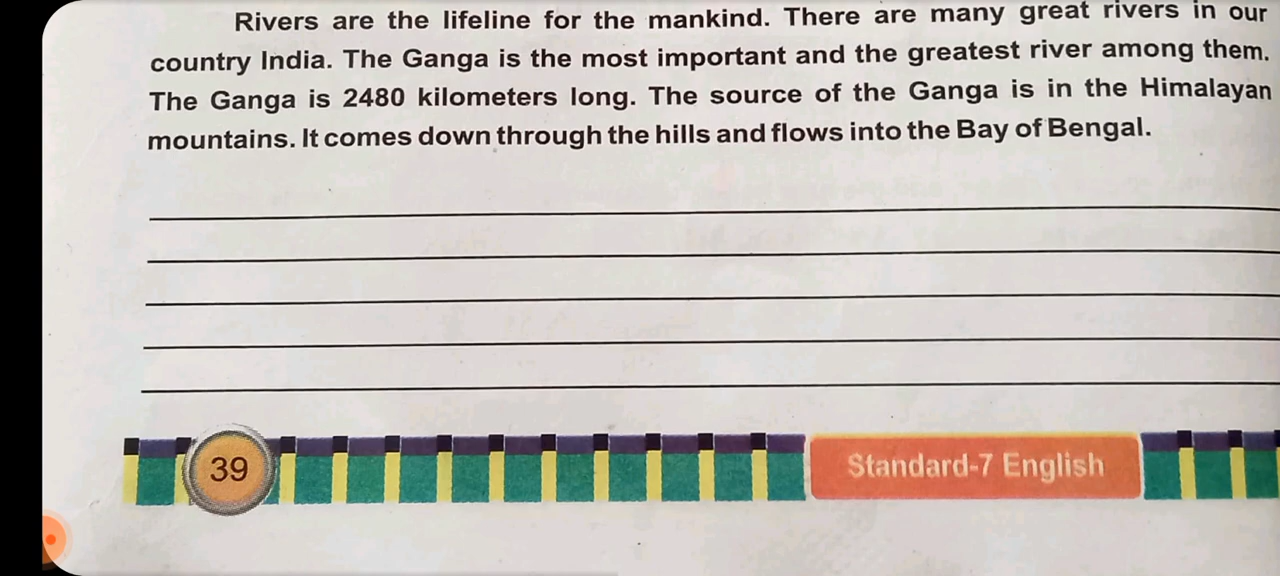 Rivers are the lifeline for the mankind. There are many great rivers in our
country India. The Ganga is the most important and the greatest river among them.
The Ganga is 2480 kilometers long. The source of the Ganga is in the Himalayan
mountains. It comes down through the hills and flows into the Bay of Bengal.
39
Standard-7 English